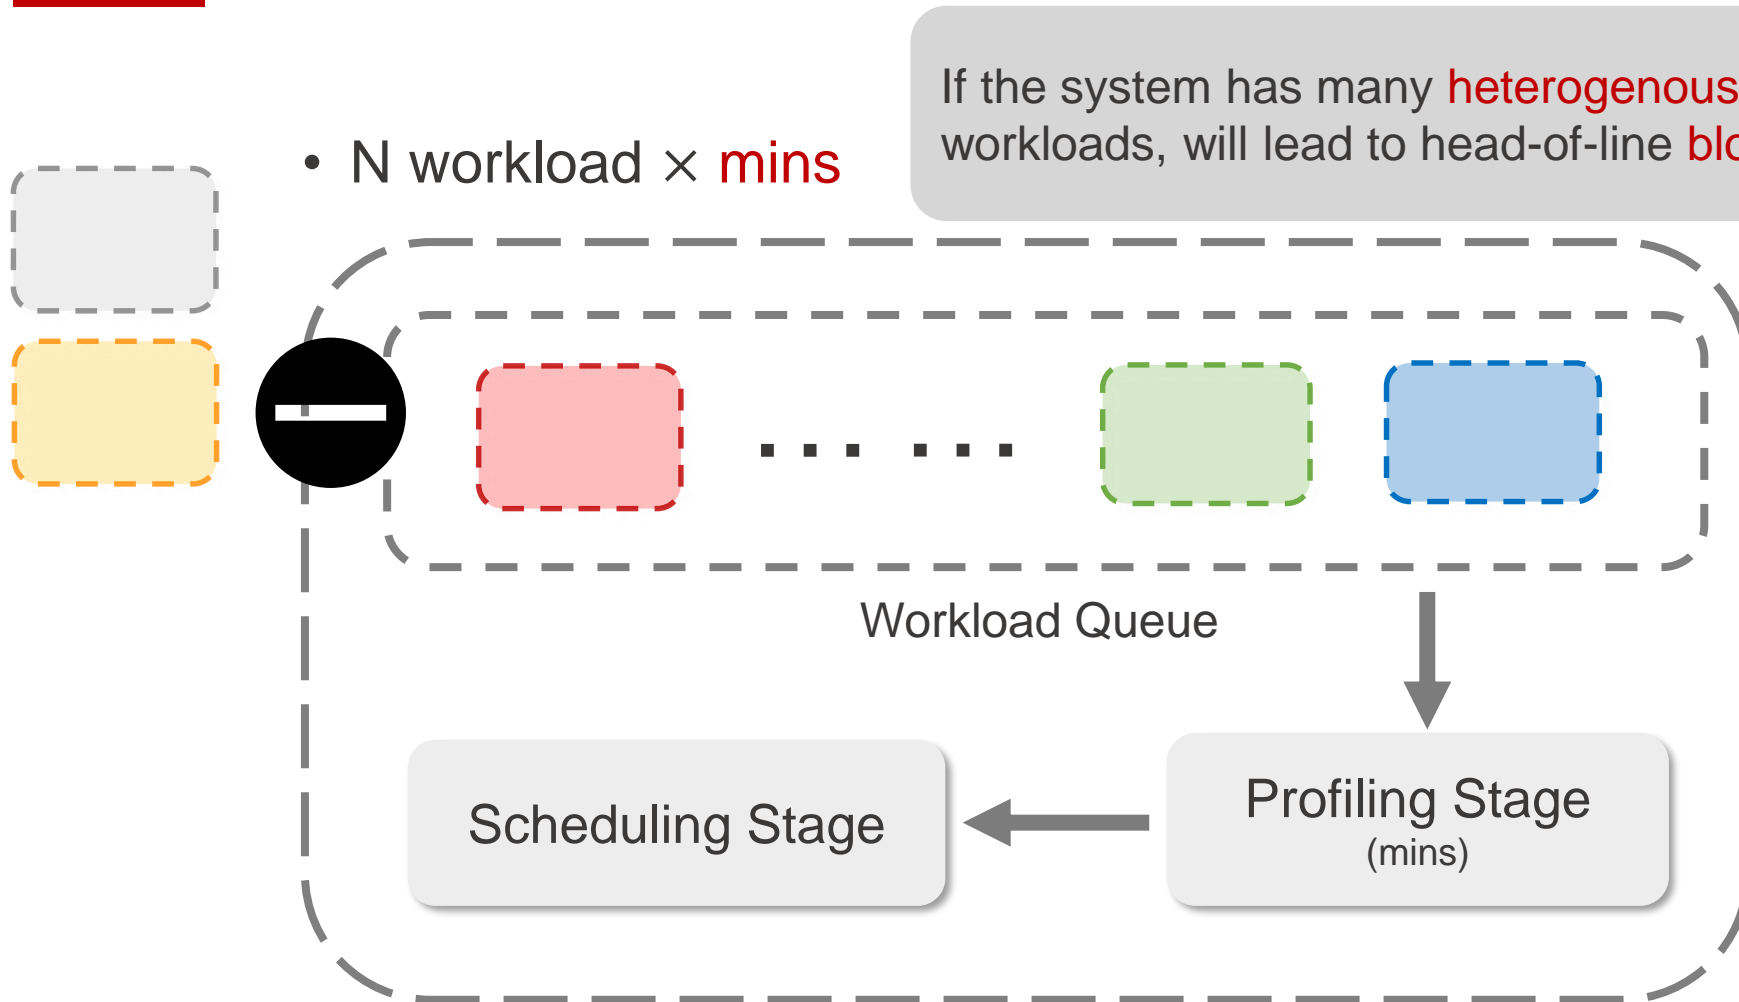 If the system has many heterogenous
workloads, will lead to head-of-line
• N workload × mins
... ...
Workload Queue
Scheduling Stage
Profiling Stage
(mins)